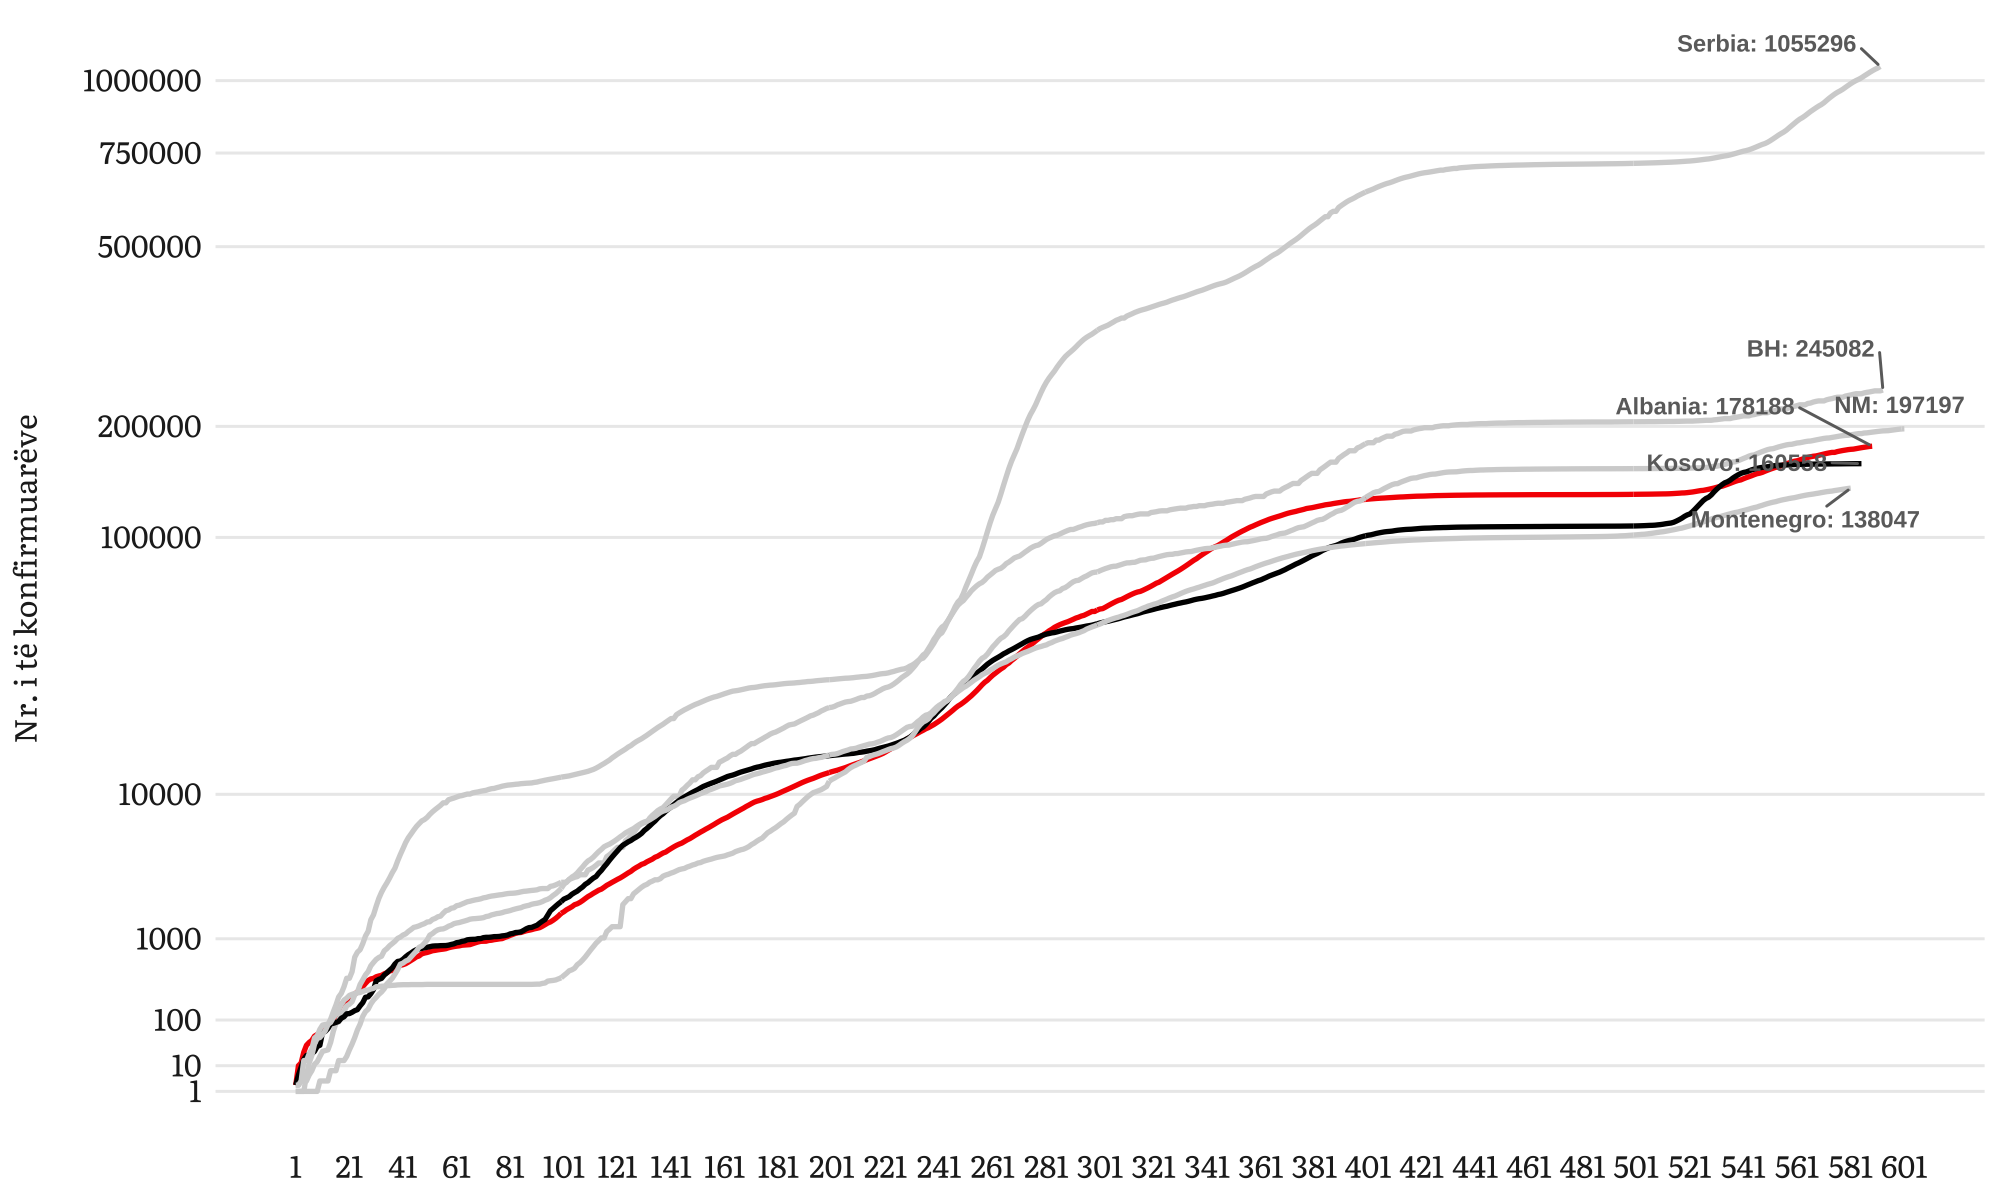 Serbia: 1055296
1000000
750000
500000
BH: 245082
Albania: 178188
NM: 197197
200000
Kosovo: 160558
Montenegro: 138047
100000
Nr. i të konfirmuarëve
10000
1000
100
10
1
1 21 41 61 81 101 121 141 161 181 201 221 241 261 281 301 321 341 361 381 401 421 441 461 481 501 521 541 561 581 601